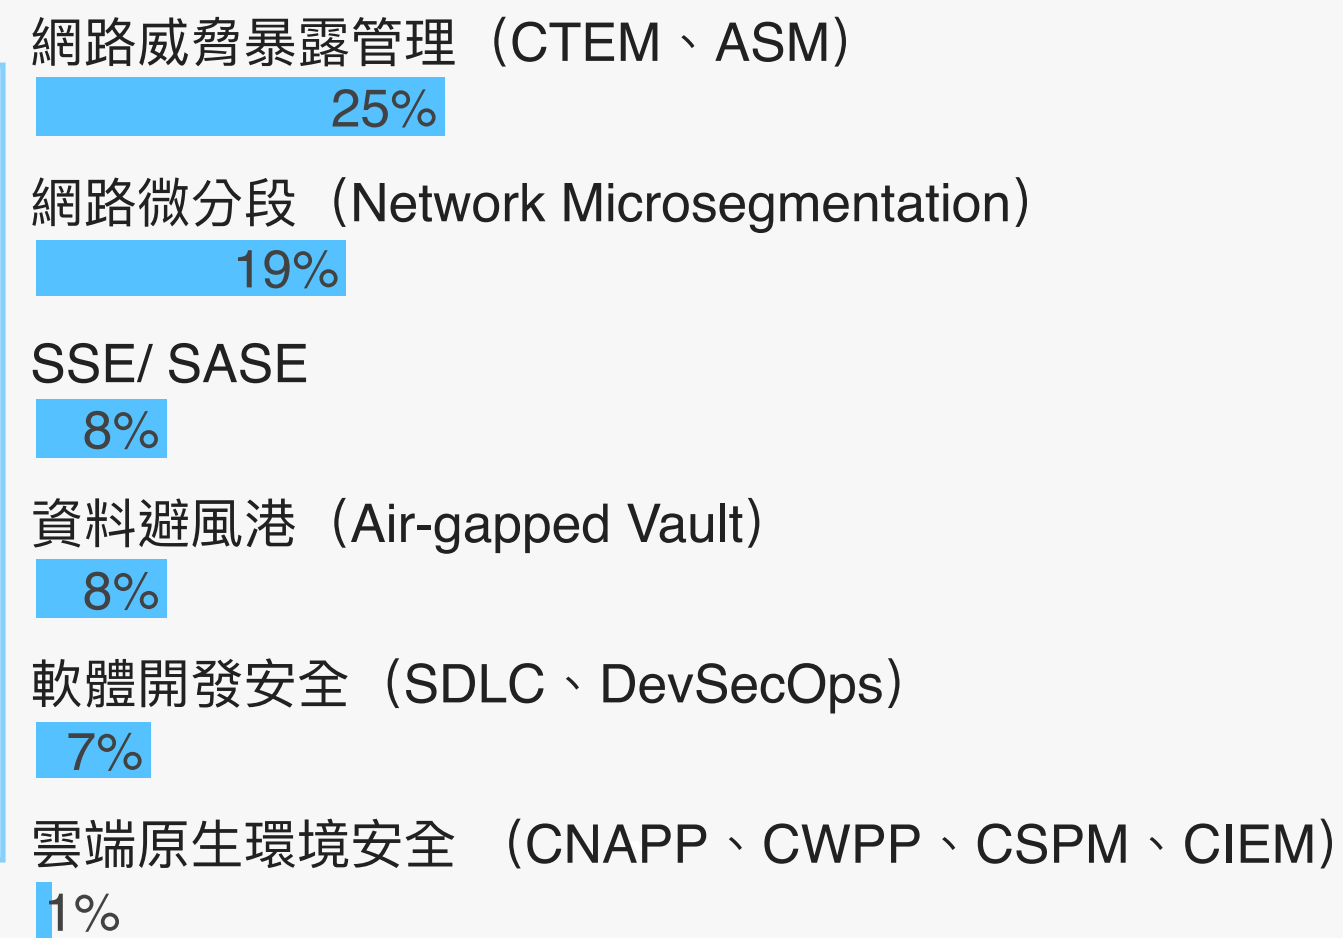 網路威脅暴露管理（CTEM、ASM）
25%
網路微分段（Network Microsegmentation）
19%
SSE/ SASE
8%
資料避風港（Air-gapped Vault）
8%
軟體開發安全（SDLC、DevSecOps）
7%
雲端原生環境安全 （CNAPP、CWPP、CSPM、CIEM）
1%